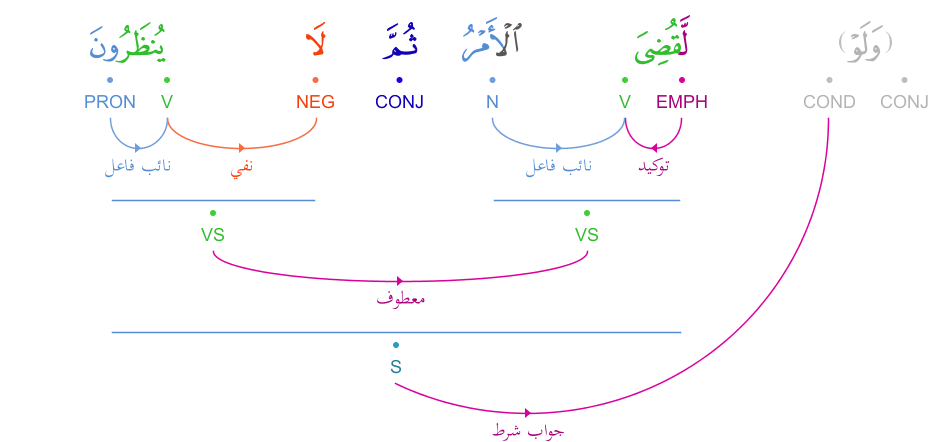 (وَلَوْ) لَّقُضِىَ ٱلْأَمْرُ ثُمَّ لَا يُنظَرُونَ
CONJ COND EMPH V N CONJ NEG V PRON
توكيد نائب فاعل نفي نائب فاعل
VS VS
معطوف
S
جواب شرط